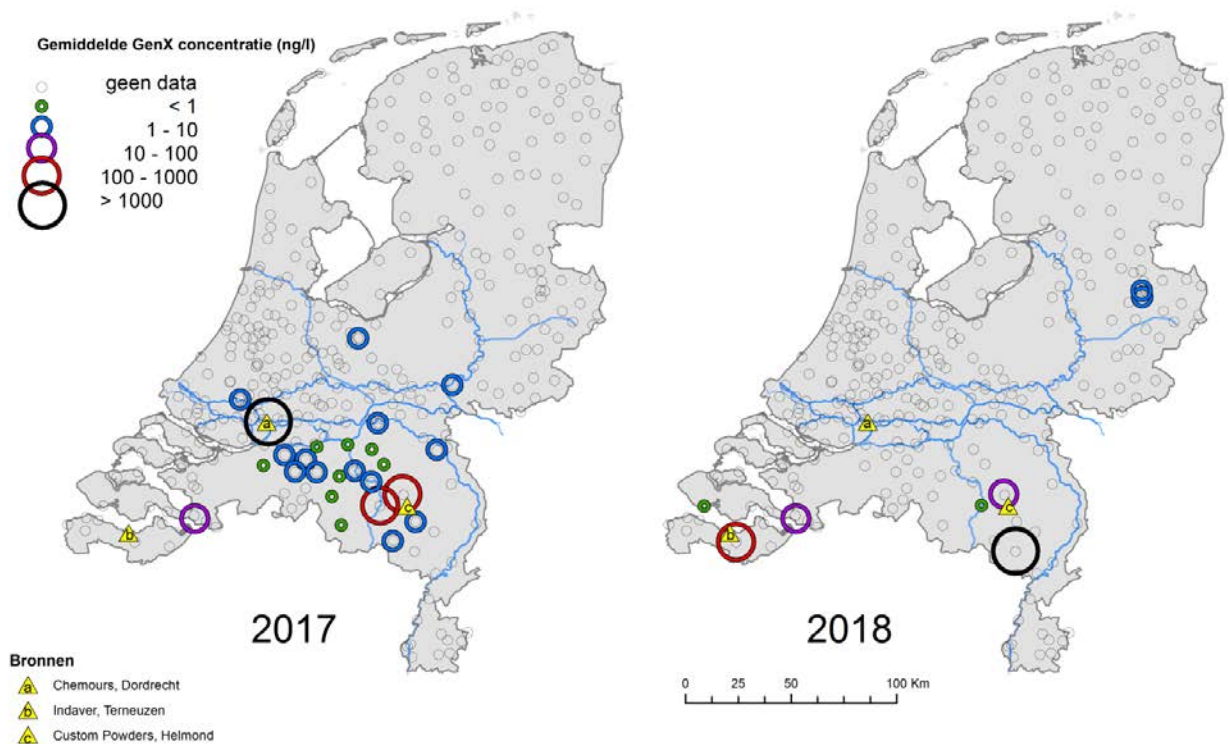 Gemiddelde GenX concentratie (ng/l)
geen data
< 1
1 - 10
10 - 100
100 - 1000
> 1000
a
b
c
2017
a
b
c
2018
Bronnen
a Chemours, Dordrecht
b Indaver, Terneuzen
c Custom Powders, Helmond
0 25 50 100 Km